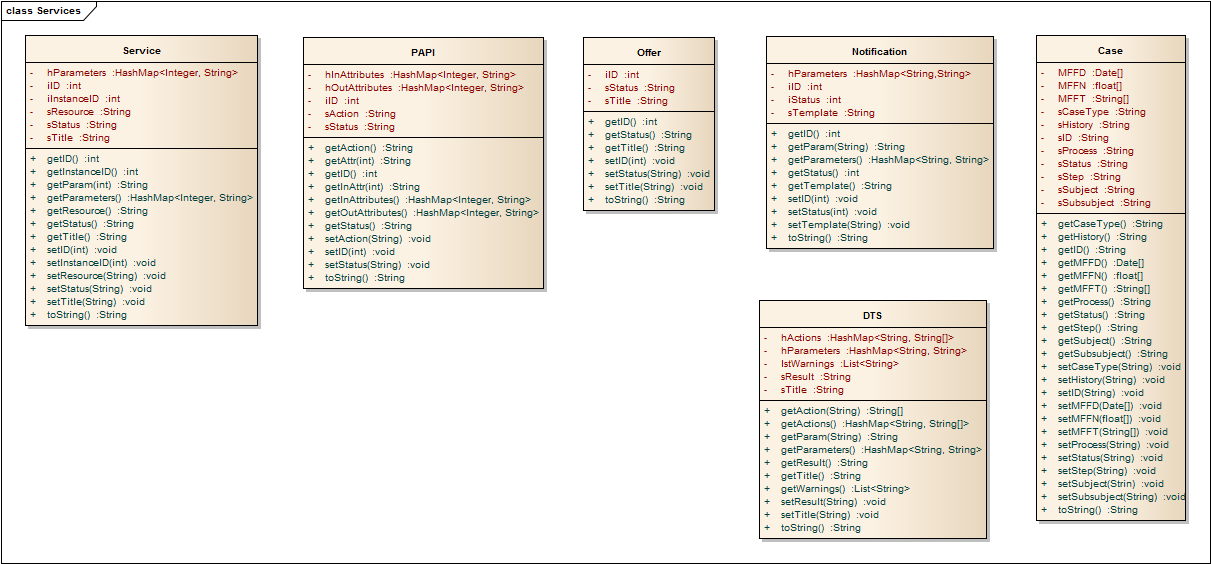 class Services
Service
- hParameters :HashMap<Integer, String>
- iID :int
- iInstanceID :int
- sResource :String
- sStatus :String
- sTitle :String
+ getID() :int
+ getInstanceID() :int
+ getParam(int) :String
+ getParameters() :HashMap<Integer, String>
+ getResource() :String
+ getStatus() :String
+ getTitle() :String
+ setID(int) :void
+ setInstanceID(int) :void
+ setResource(String) :void
+ setStatus(String) :void
+ setTitle(String) :void
+ toString() :String
PAPI
- hInAttributes :HashMap<Integer, String>
- hOutAttributes :HashMap<Integer, String>
- iID :int
- sAction :String
- sStatus :String
+ getAction() :String
+ getAttr(int) :String
+ getID() :int
+ getInAttr(int) :String
+ getInAttributes() :HashMap<Integer, String>
+ getOutAttributes() :HashMap<Integer, String>
+ getStatus() :String
+ setAction(String) :void
+ setID(int) :void
+ setStatus(String) :void
+ toString() :String
Offer
- iID :int
- sStatus :String
- sTitle :String
+ getID() :int
+ getStatus() :String
+ getTitle() :String
+ setID(int) :void
+ setStatus(String) :void
+ setTitle(String) :void
+ toString() :String
Notification
- hParameters :HashMap<String,String>
- iID :int
- iStatus :int
- sTemplate :String
+ getID() :int
+ getParam(String) :String
+ getParameters() :HashMap<String, String>
+ getStatus() :int
+ getTemplate() :String
+ setID(int) :void
+ setStatus(int) :void
+ setTemplate(String) :void
+ toString() :String
DTS
- hActions :HashMap<String, String[]>
- hParameters :HashMap<String, String>
- lstWarnings :List<String>
- sResult :String
- sTitle :String
+ getAction(String) :String[]
+ getActions() :HashMap<String, String[]>
+ getParam(String) :String
+ getParameters() :HashMap<String, String>
+ getResult() :String
+ getTitle() :String
+ getWarnings() :List<String>
+ setResult(String) :void
+ setTitle(String) :void
+ toString() :String
Case
- MFFD :Date[]
- MFFN :float[]
- MFFT :String[]
- sCaseType :String
- sHistory :String
- sID :String
- sProcess :String
- sStatus :String
- sStep :String
- sSubject :String
- sSubsubject :String
+ getCaseType() :String
+ getHistory() :String
+ getID() :String
+ getMFFD() :Date[]
+ getMFFN() :float[]
+ getMFFT() :String[]
+ getProcess() :String
+ getStatus() :String
+ getStep() :String
+ getSubject() :String
+ getSubsubject() :String
+ setCaseType(String) :void
+ setHistory(String) :void
+ setID(String) :void
+ setMFFD(Date[]) :void
+ setMFFN(float[]) :void
+ setMFFT(String[]) :void
+ setProcess(String) :void
+ setStatus(String) :void
+ setStep(String) :void
+ setSubject(Strin) :void
+ setSubsubject(String) :void
+ toString() :String